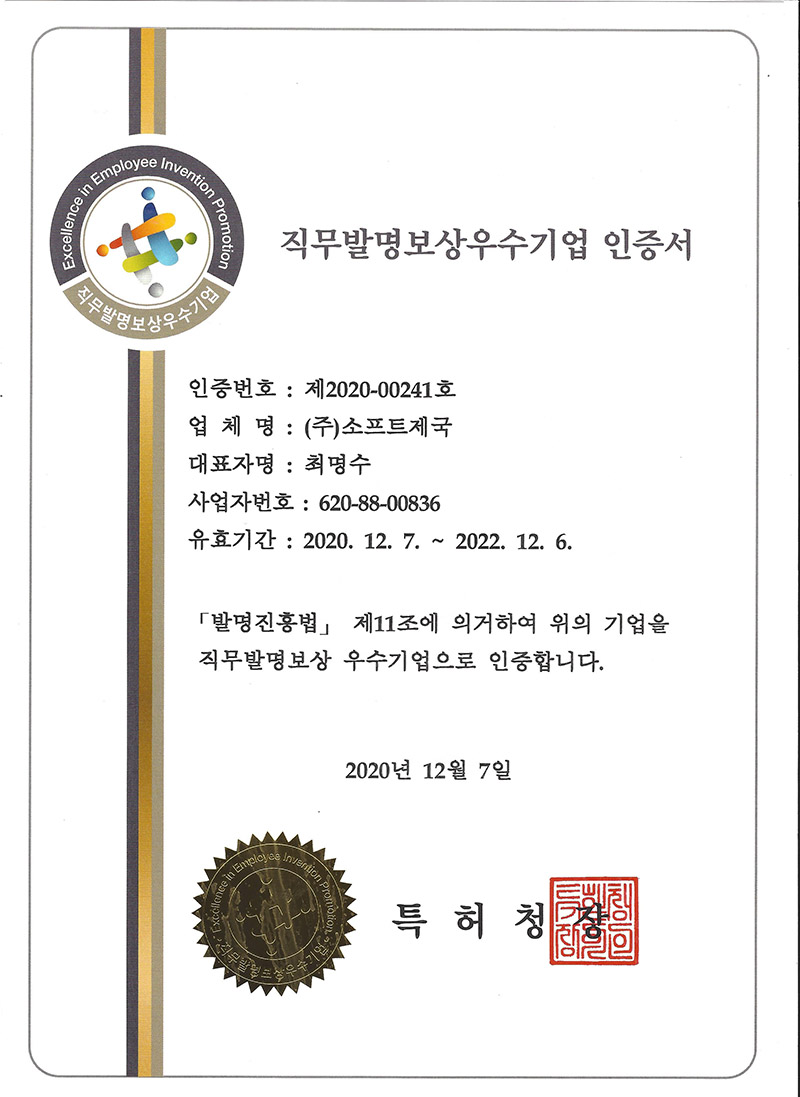 Excellence in Employee Invention Promotion
직무발명보상우수기업
직무발명보상우수기업 인증서
인증번호 : 제2020-00241호
업 체 명 : (주)소프트제국
대표자명 : 최명수
사업자번호 : 620-88-00836
유효기간 : 2020. 12. 7. ~ 2022. 12. 6.
「발명진흥법」 제11조에 의거하여 위의 기업을
직무발명보상 우수기업으로 인증합니다.
2020년 12월 7일
Excellence in Employee Invention Promotion
직무발명보상우수기업
특 허 청 장